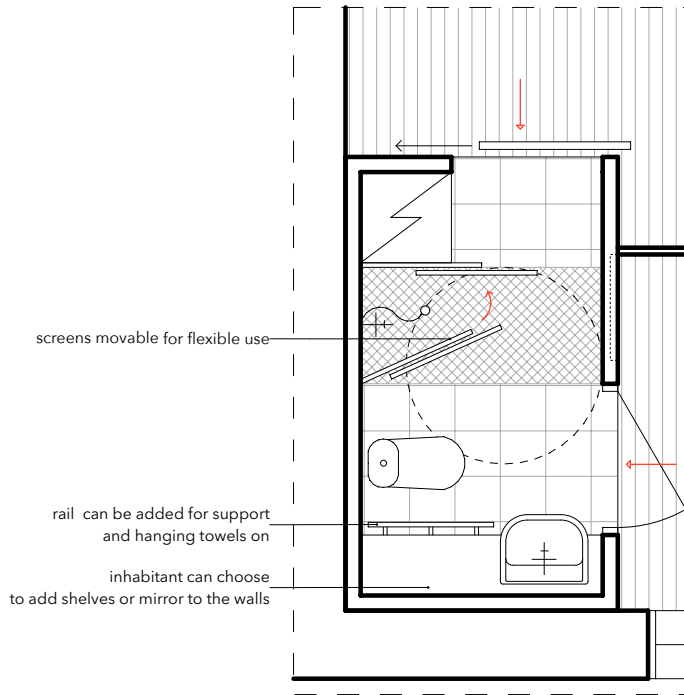 screens movable for flexible use
rail can be added for support
and hanging towels on
inhabitant can choose
to add shelves or mirror to the walls